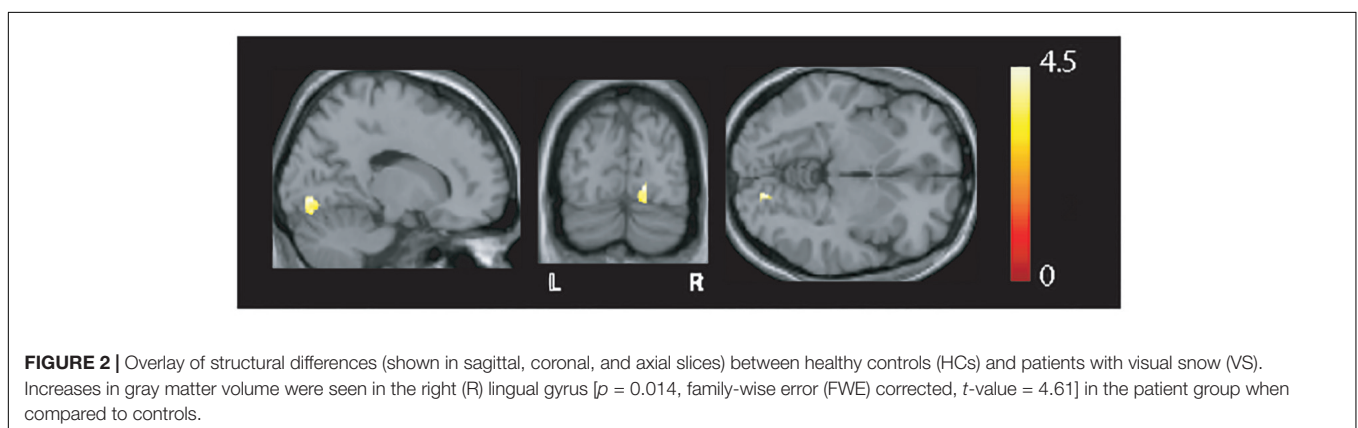 4.5
L R
0
FIGURE 2 | Overlay of structural differences (shown in sagittal, coronal, and axial slices) between healthy controls (HCs) and patients with visual snow (VS).
Increases in gray matter volume were seen in the right (R) lingual gyrus [p = 0.014, family-wise error (FWE) corrected, t-value = 4.61] in the patient group when
compared to controls.